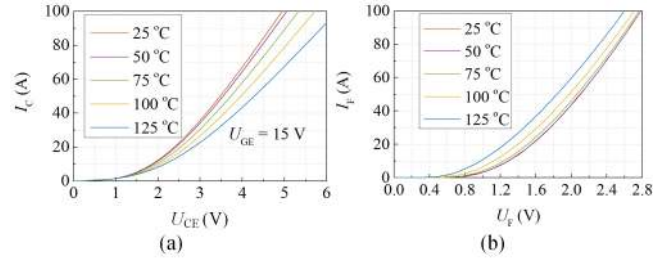 100
80
60
40
20
0
I_C (A)
25 °C
50 °C
75 °C
100 °C
125 °C
U_GE = 15 V
0 1 2 3 4 5 6
U_CE (V)
(a)
100
80
60
40
20
0
I_F (A)
25 °C
50 °C
75 °C
100 °C
125 °C
0.0 0.4 0.8 1.2 1.6 2.0 2.4 2.8
U_F (V)
(b)